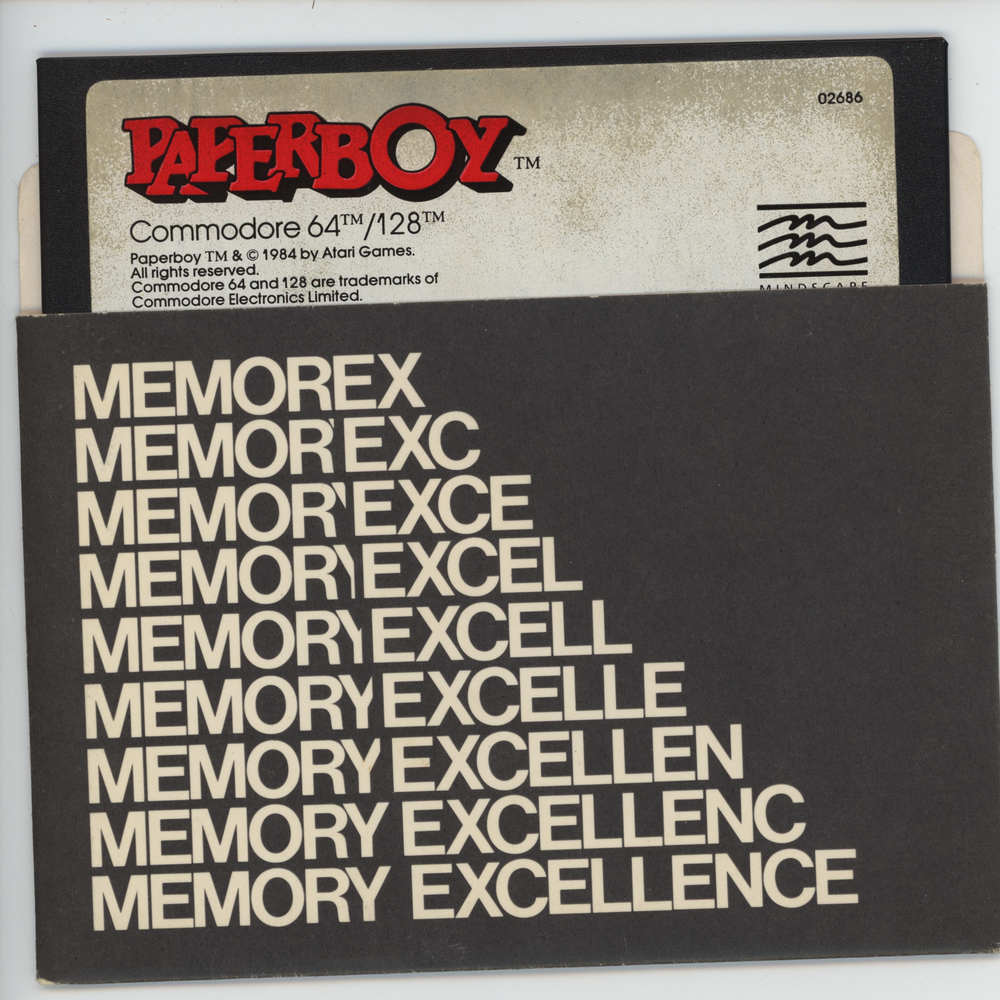 02686
PAPERBOY™
Commodore 64™/128™
Paperboy TM & © 1984 by Atari Games.
All rights reserved.
Commodore 64 and 128 are trademarks of
Commodore Electronics Limited.
MINDSCAPE
MEMOREX
MEMOR'EXC
MEMOR'EXCE
MEMORY EXCEL
MEMORY EXCELL
MEMORY EXCELLE
MEMORY EXCELLEN
MEMORY EXCELLENC
MEMORY EXCELLENCE